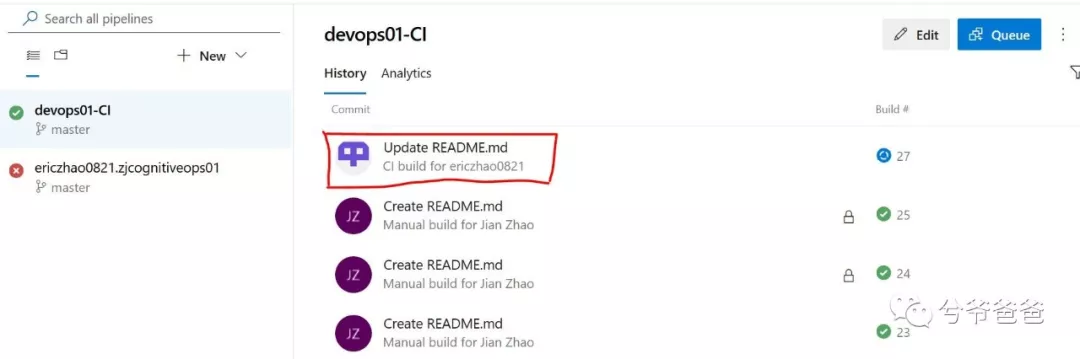 Search all pipelines
New
devops01-CI
master
ericzhao0821.zjcognitiveops01
master
devops01-CI
Edit
Queue
History
Analytics
Commit
Build #
Update README.md
CI build for ericzhao0821
27
JZ
Create README.md
Manual build for Jian Zhao
25
JZ
Create README.md
Manual build for Jian Zhao
24
JZ
Create README.md
Manual build for Jian Zhao
23
兮爷爸爸